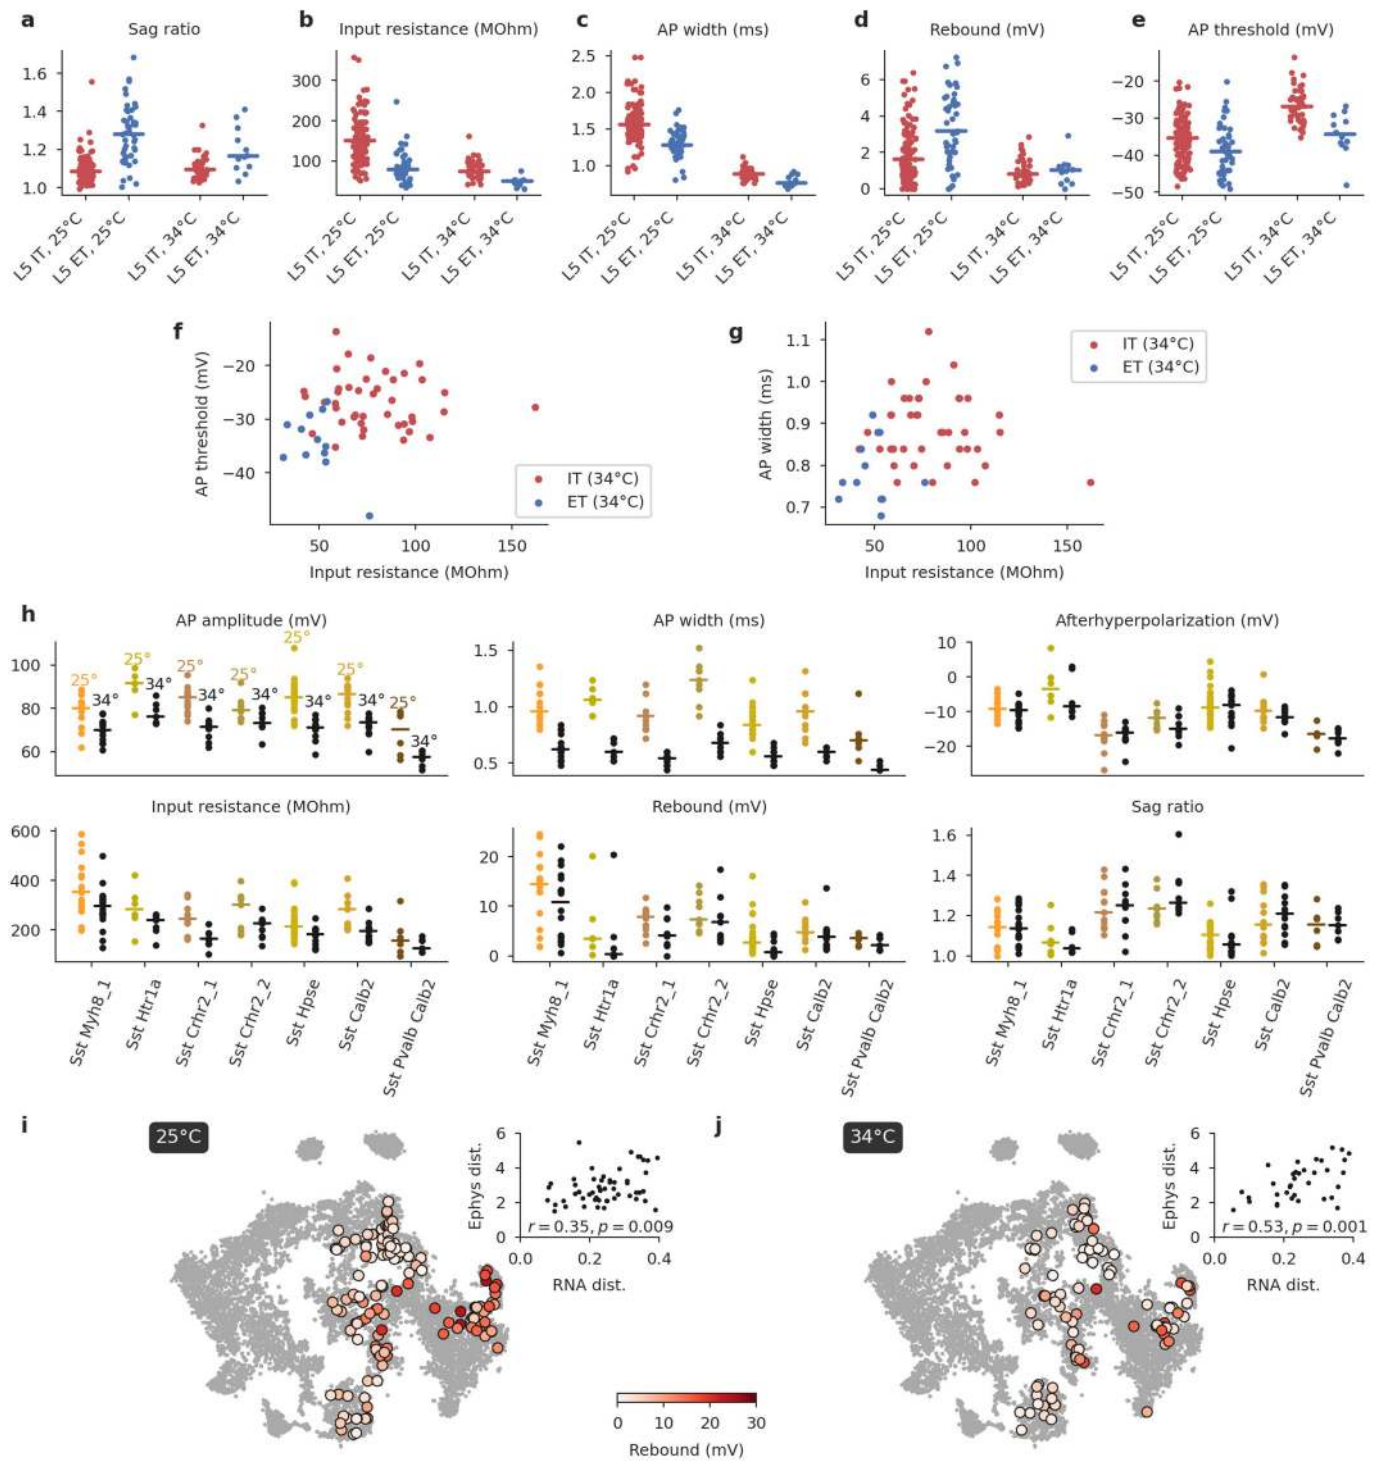 a
Sag ratio
1.6
1.4
1.2
1.0
L5 IT, 25°C
L5 ET, 25°C
L5 IT, 34°C
L5 ET, 34°C
b
Input resistance (MOhm)
300
200
100
L5 IT, 25°C
L5 ET, 25°C
L5 IT, 34°C
L5 ET, 34°C
c
AP width (ms)
2.5
2.0
1.5
1.0
L5 IT, 25°C
L5 ET, 25°C
L5 IT, 34°C
L5 ET, 34°C
d
Rebound (mV)
6
4
2
0
L5 IT, 25°C
L5 ET, 25°C
L5 IT, 34°C
L5 ET, 34°C
e
AP threshold (mV)
−20
−30
−40
−50
L5 IT, 25°C
L5 ET, 25°C
L5 IT, 34°C
L5 ET, 34°C
f
AP threshold (mV)
−20
−30
−40
IT (34°C)
ET (34°C)
50 100 150
Input resistance (MOhm)
g
AP width (ms)
1.1
1.0
0.9
0.8
0.7
IT (34°C)
ET (34°C)
50 100 150
Input resistance (MOhm)
h
AP amplitude (mV)
100
80
60
25° 34° 25° 34° 25° 34° 25° 34° 25° 34° 25° 34° 25° 34°
AP width (ms)
1.5
1.0
0.5
Afterhyperpolarization (mV)
10
0
−10
−20
Input resistance (MOhm)
600
400
200
Sst Myh8_1
Sst Htr1a
Sst Crhr2_1
Sst Crhr2_2
Sst Hpse
Sst Calb2
Sst Pvalb Calb2
Rebound (mV)
20
10
0
Sst Myh8_1
Sst Htr1a
Sst Crhr2_1
Sst Crhr2_2
Sst Hpse
Sst Calb2
Sst Pvalb Calb2
Sag ratio
1.6
1.4
1.2
1.0
Sst Myh8_1
Sst Htr1a
Sst Crhr2_1
Sst Crhr2_2
Sst Hpse
Sst Calb2
Sst Pvalb Calb2
i
25°C
Ephys dist.
6
4
2
0
r = 0.35, p = 0.009
0.0 0.2 0.4
RNA dist.
0 10 20 30
Rebound (mV)
j
34°C
Ephys dist.
6
4
2
0
r = 0.53, p = 0.001
0.0 0.2 0.4
RNA dist.